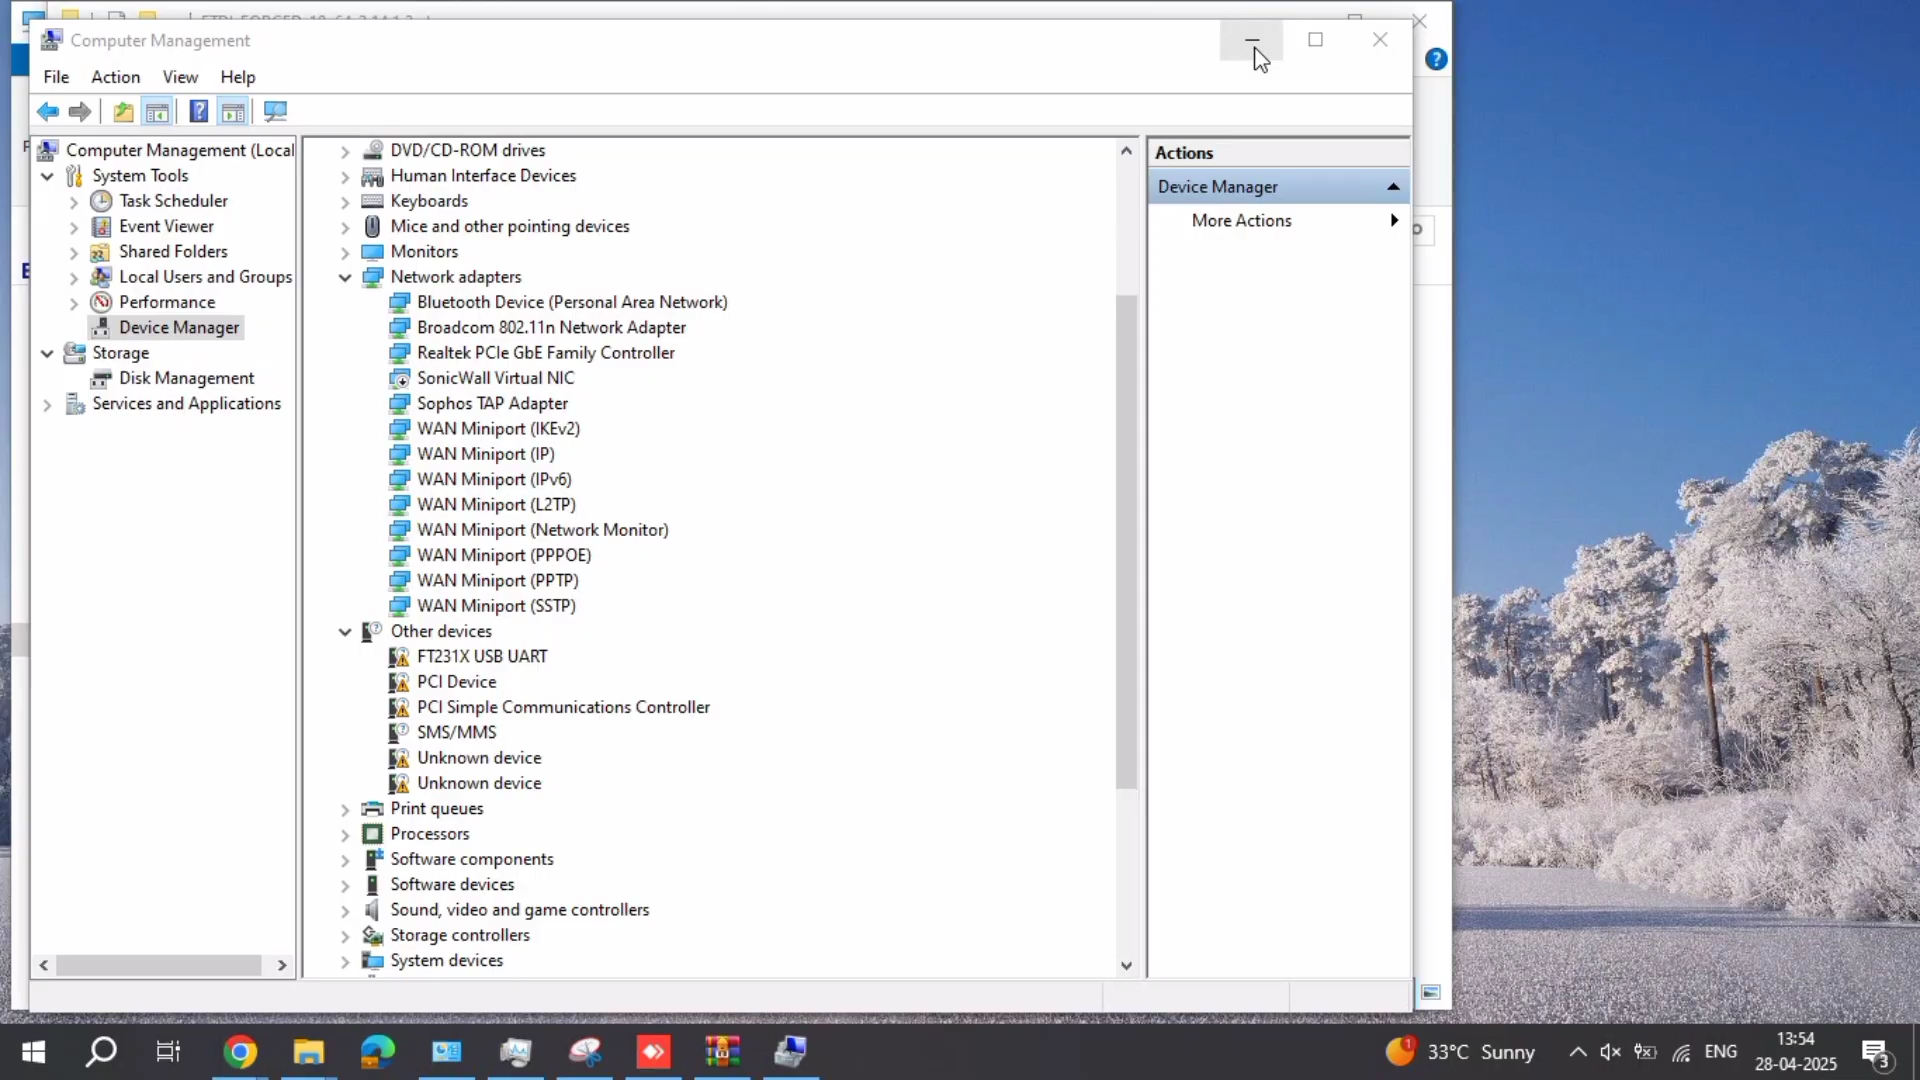 Computer Management
File Action View Help
Computer Management (Local
System Tools
Task Scheduler
Event Viewer
Shared Folders
Local Users and Groups
Performance
Device Manager
Storage
Disk Management
Services and Applications
DVD/CD-ROM drives
Human Interface Devices
Keyboards
Mice and other pointing devices
Monitors
Network adapters
Bluetooth Device (Personal Area Network)
Broadcom 802.11n Network Adapter
Realtek PCIe GbE Family Controller
SonicWall Virtual NIC
Sophos TAP Adapter
WAN Miniport (IKEv2)
WAN Miniport (IP)
WAN Miniport (IPv6)
WAN Miniport (L2TP)
WAN Miniport (Network Monitor)
WAN Miniport (PPPOE)
WAN Miniport (PPTP)
WAN Miniport (SSTP)
Other devices
FT231X USB UART
PCI Device
PCI Simple Communications Controller
SMS/MMS
Unknown device
Unknown device
Print queues
Processors
Software components
Software devices
Sound, video and game controllers
Storage controllers
System devices
Actions
Device Manager
More Actions
1
33°C Sunny
ENG
13:54
28-04-2025
3